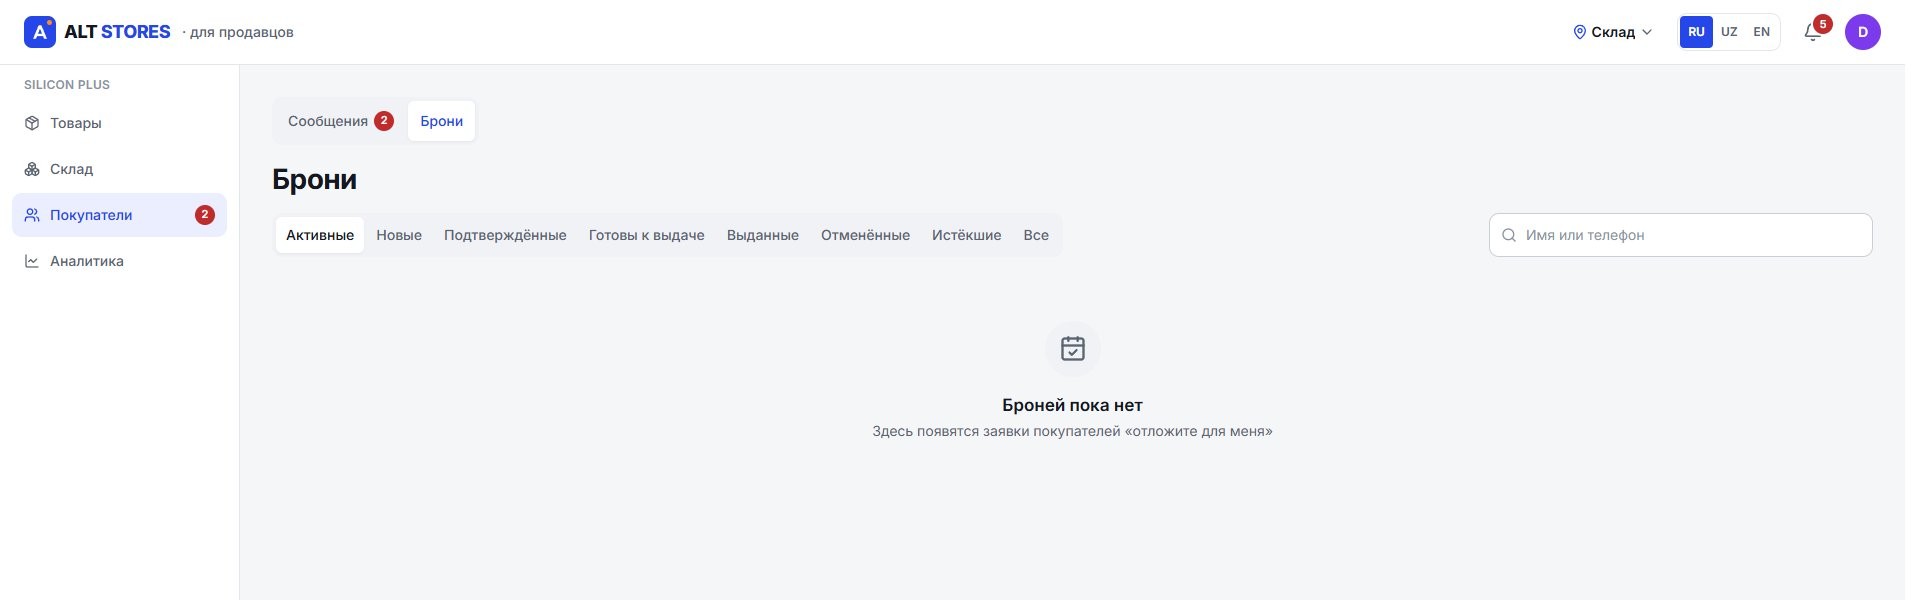 A ALT STORES · для продавцов
Склад
RU UZ EN
5
D
SILICON PLUS
Товары
Склад
Покупатели 2
Аналитика
Сообщения 2 Брони
Брони
Активные Новые Подтверждённые Готовы к выдаче Выданные Отменённые Истёкшие Все
Имя или телефон
Броней пока нет
Здесь появятся заявки покупателей «отложите для меня»